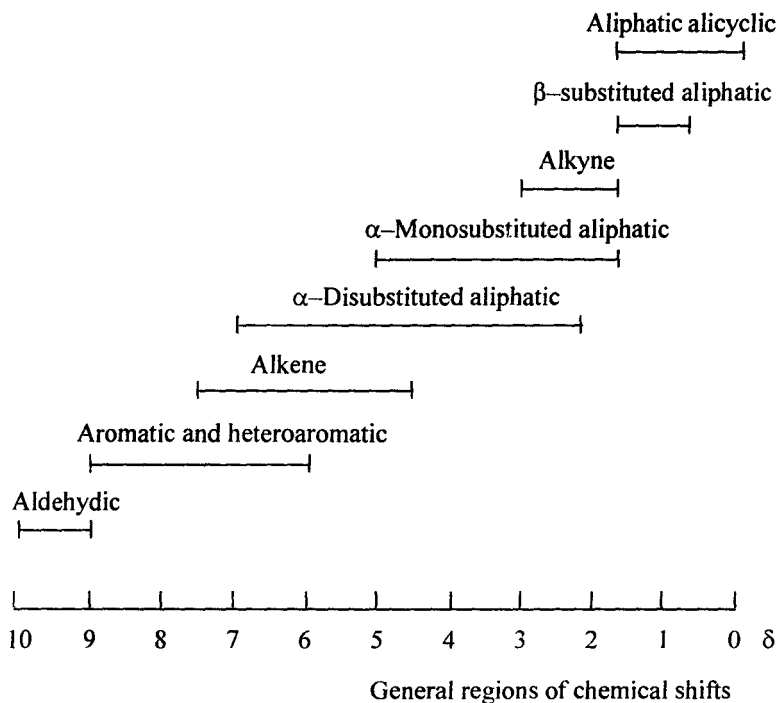 Aliphatic alicyclic
β–substituted aliphatic
Alkyne
α–Monosubstituted aliphatic
α–Disubstituted aliphatic
Alkene
Aromatic and heteroaromatic
Aldehydic
10 9 8 7 6 5 4 3 2 1 0 δ
General regions of chemical shifts